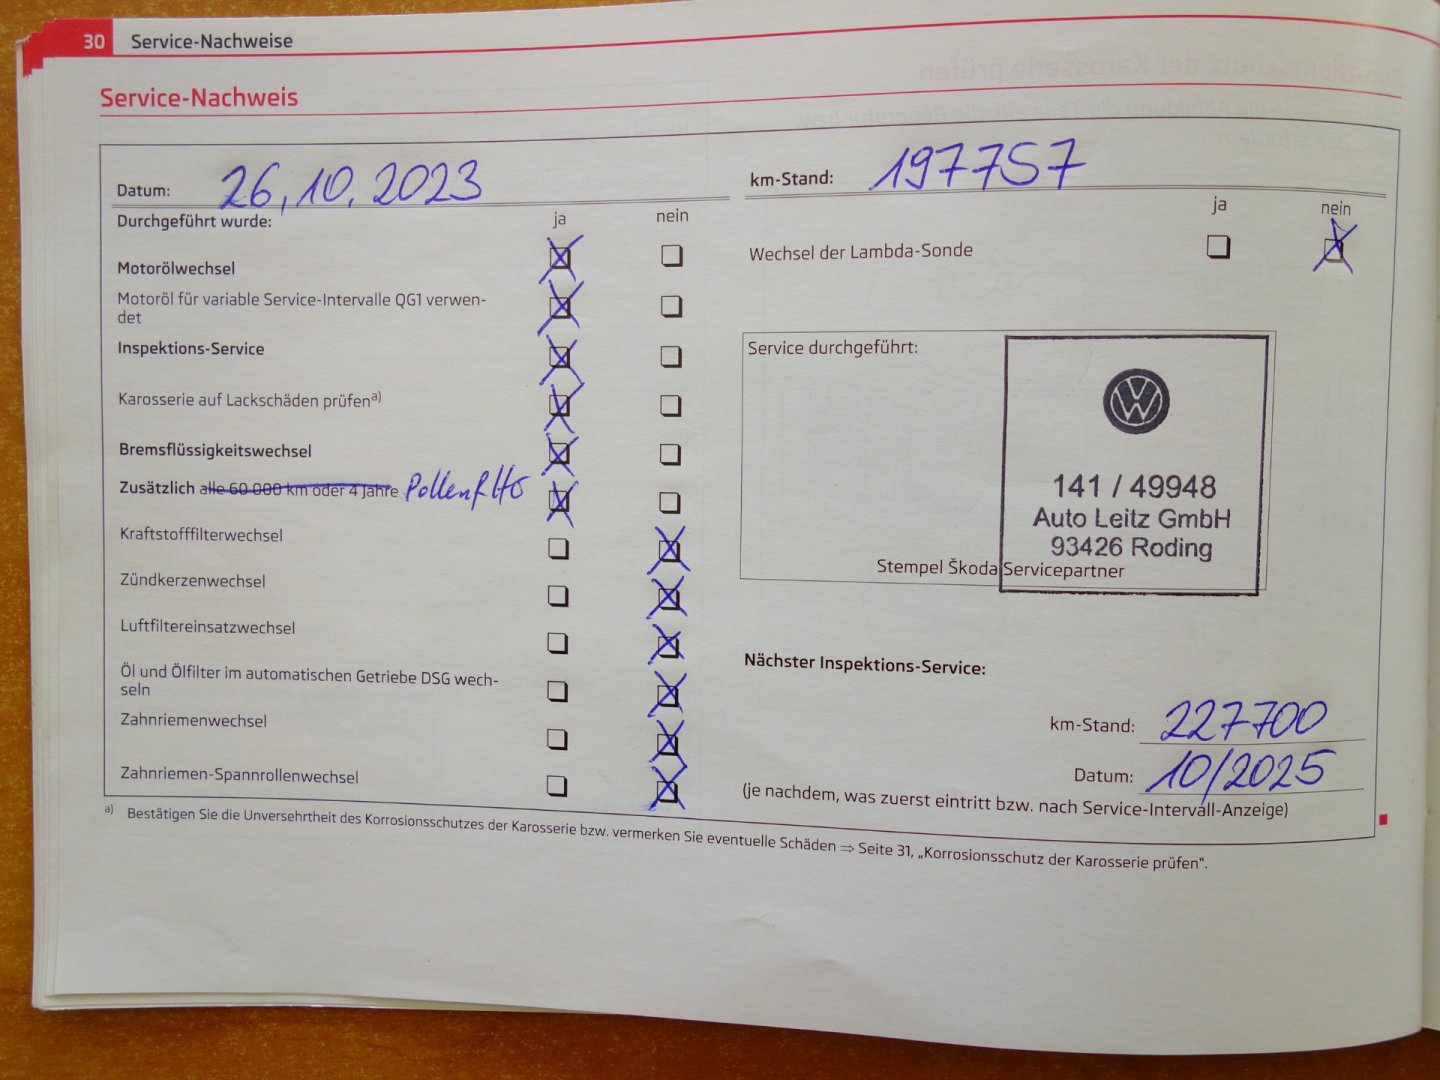 30 Service-Nachweise
Service-Nachweis
Datum: 26.10.2023
km-Stand: 197757
Durchgeführt wurde: ja nein
ja nein
Motorölwechsel
Wechsel der Lambda-Sonde
Motoröl für variable Service-Intervalle QG1 verwen-
det
Inspektions-Service
Karosserie auf Lackschäden prüfena)
Bremsflüssigkeitswechsel
Zusätzlich alle 60 000 km oder 4 Jahre Pollenfilter
Kraftstofffilterwechsel
Zündkerzenwechsel
Luftfiltereinsatzwechsel
Öl und Ölfilter im automatischen Getriebe DSG wech-
seln
Zahnriemenwechsel
Zahnriemen-Spannrollenwechsel
Service durchgeführt:
141 / 49948
Auto Leitz GmbH
93426 Roding
Stempel Škoda Servicepartner
Nächster Inspektions-Service:
km-Stand: 227700
Datum: 10/2025
(je nachdem, was zuerst eintritt bzw. nach Service-Intervall-Anzeige)
a) Bestätigen Sie die Unversehrtheit des Korrosionsschutzes der Karosserie bzw. vermerken Sie eventuelle Schäden ⇒ Seite 31, „Korrosionsschutz der Karosserie prüfen“.